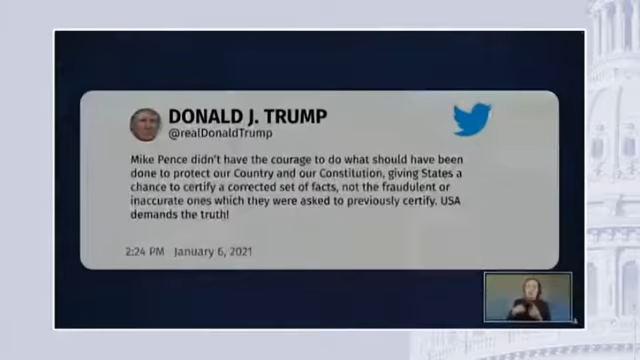 DONALD J. TRUMP
@realDonaldTrump
Mike Pence didn't have the courage to do what should have been
done to protect our Country and our Constitution, giving States a
chance to certify a corrected set of facts, not the fraudulent or
inaccurate ones which they were asked to previously certify. USA
demands the truth!
2:24 PM January 6, 2021